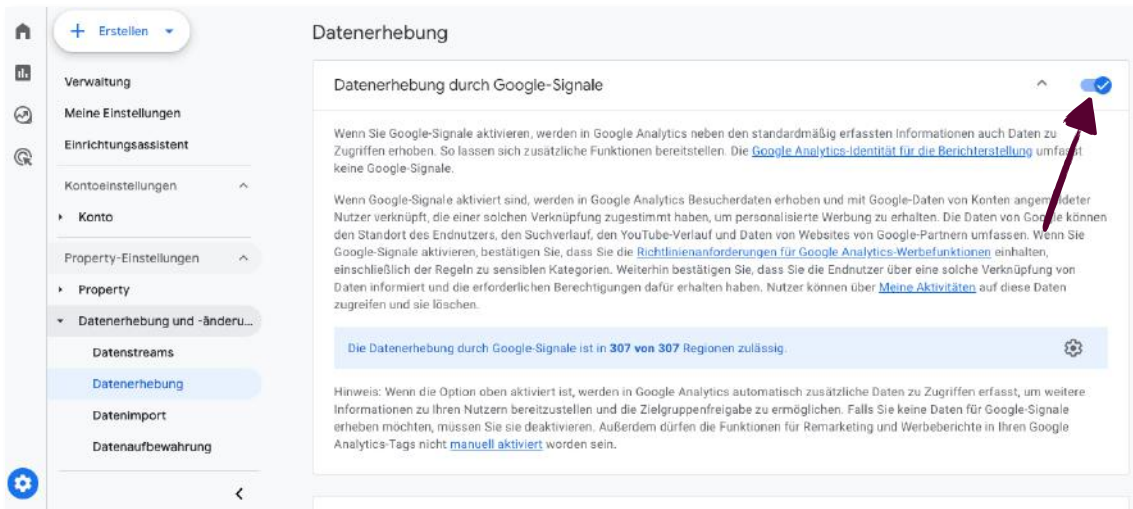 Erstellen
Verwaltung
Meine Einstellungen
Einrichtungsassistent
Kontoeinstellungen
Konto
Property-Einstellungen
Property
Datenerhebung und -änderu...
Datenstreams
Datenerhebung
Datenimport
Datenaufbewahrung
Datenerhebung
Datenerhebung durch Google-Signale
Wenn Sie Google-Signale aktivieren, werden in Google Analytics neben den standardmäßig erfassten Informationen auch Daten zu
Zugriffen erhoben. So lassen sich zusätzliche Funktionen bereitstellen. Die Google Analytics-Identität für die Berichterstellung umfasst
keine Google-Signale.
Wenn Google-Signale aktiviert sind, werden in Google Analytics Besucherdaten erhoben und mit Google-Daten von Konten angemeldeter
Nutzer verknüpft, die einer solchen Verknüpfung zugestimmt haben, um personalisierte Werbung zu erhalten. Die Daten von Google können
den Standort des Endnutzers, den Suchverlauf, den YouTube-Verlauf und Daten von Websites von Google-Partnern umfassen. Wenn Sie
Google-Signale aktivieren, bestätigen Sie, dass Sie die Richtlinienanforderungen für Google Analytics-Werbefunktionen einhalten,
einschließlich der Regeln zu sensiblen Kategorien. Weiterhin bestätigen Sie, dass Sie die Endnutzer über eine solche Verknüpfung von
Daten informiert und die erforderlichen Berechtigungen dafür erhalten haben. Nutzer können über Meine Aktivitäten auf diese Daten
zugreifen und sie löschen.
Die Datenerhebung durch Google-Signale ist in 307 von 307 Regionen zulässig.
Hinweis: Wenn die Option oben aktiviert ist, werden in Google Analytics automatisch zusätzliche Daten zu Zugriffen erfasst, um weitere
Informationen zu Ihren Nutzern bereitzustellen und die Zielgruppenfreigabe zu ermöglichen. Falls Sie keine Daten für Google-Signale
erheben möchten, müssen Sie sie deaktivieren. Außerdem dürfen die Funktionen für Remarketing und Werbeberichte in Ihren Google
Analytics-Tags nicht manuell aktiviert worden sein.